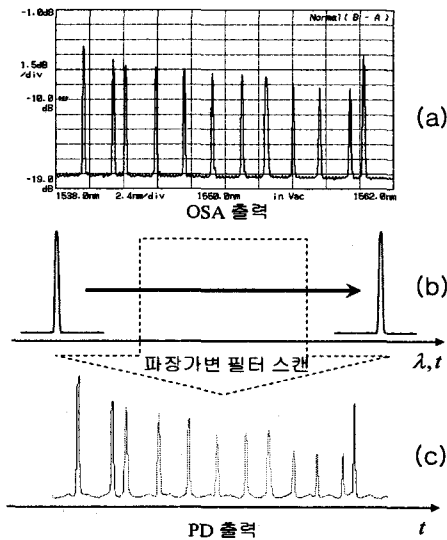 -1.0dB
Normal(B - A)
1.5dB
/div
(a)
-10.0
dB
-19.0
dB
1538.0nm 2.4nm/div 1550.0nm in Vac 1562.0nm
OSA 출력
(b)
파장가변 필터 스캔
λ,t
(c)
PD 출력
t